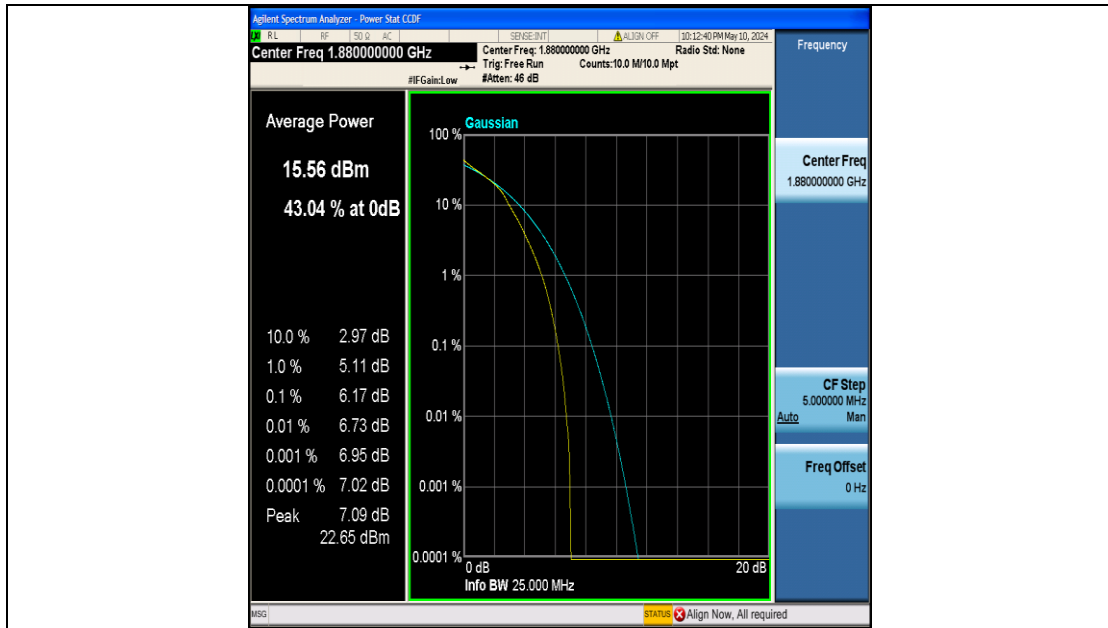 Agilent Spectrum Analyzer - Power Stat CCDF
RL RF 50 Ω AC SENSE:INT ALIGN OFF 10:12:40 PM May 10, 2024
Center Freq 1.880000000 GHz
Center Freq: 1.880000000 GHz Radio Std: None
Trig: Free Run Counts:10.0 M/10.0 Mpt
#IFGain:Low #Atten: 46 dB
Frequency
Average Power
15.56 dBm
43.04 % at 0dB
10.0 % 2.97 dB
1.0 % 5.11 dB
0.1 % 6.17 dB
0.01 % 6.73 dB
0.001 % 6.95 dB
0.0001 % 7.02 dB
Peak 7.09 dB
22.65 dBm
Gaussian
100 %
10 %
1 %
0.1 %
0.01 %
0.001 %
0.0001 %
0 dB 20 dB
Info BW 25.000 MHz
Center Freq
1.880000000 GHz
CF Step
5.000000 MHz
Auto Man
Freq Offset
0 Hz
MSG STATUS Align Now, All required